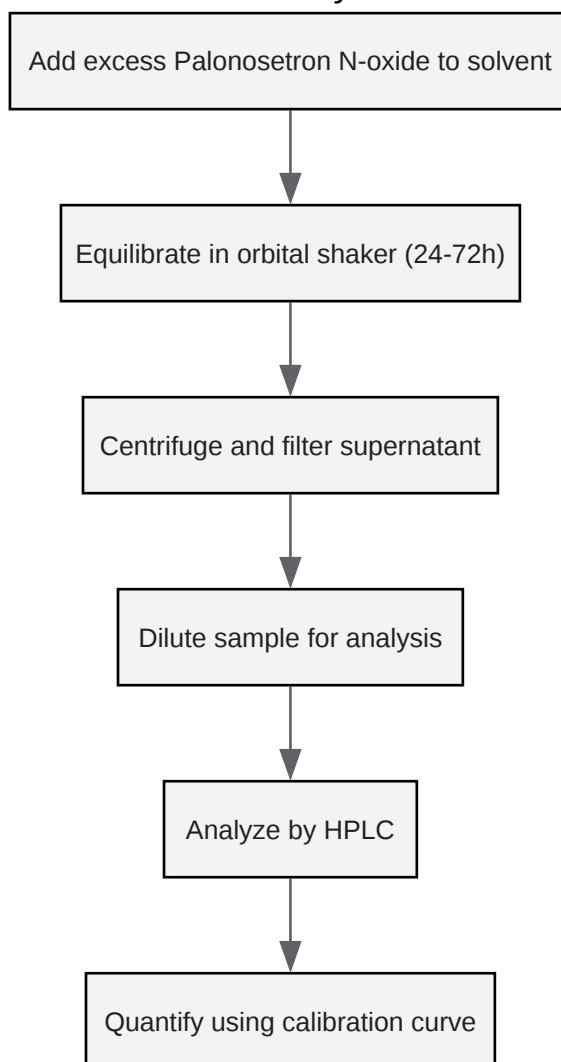 Add excess Palonosetron N-oxide to solvent
Equilibrate in orbital shaker (24-72h)
Centrifuge and filter supernatant
Dilute sample for analysis
Analyze by HPLC
Quantify using calibration curve